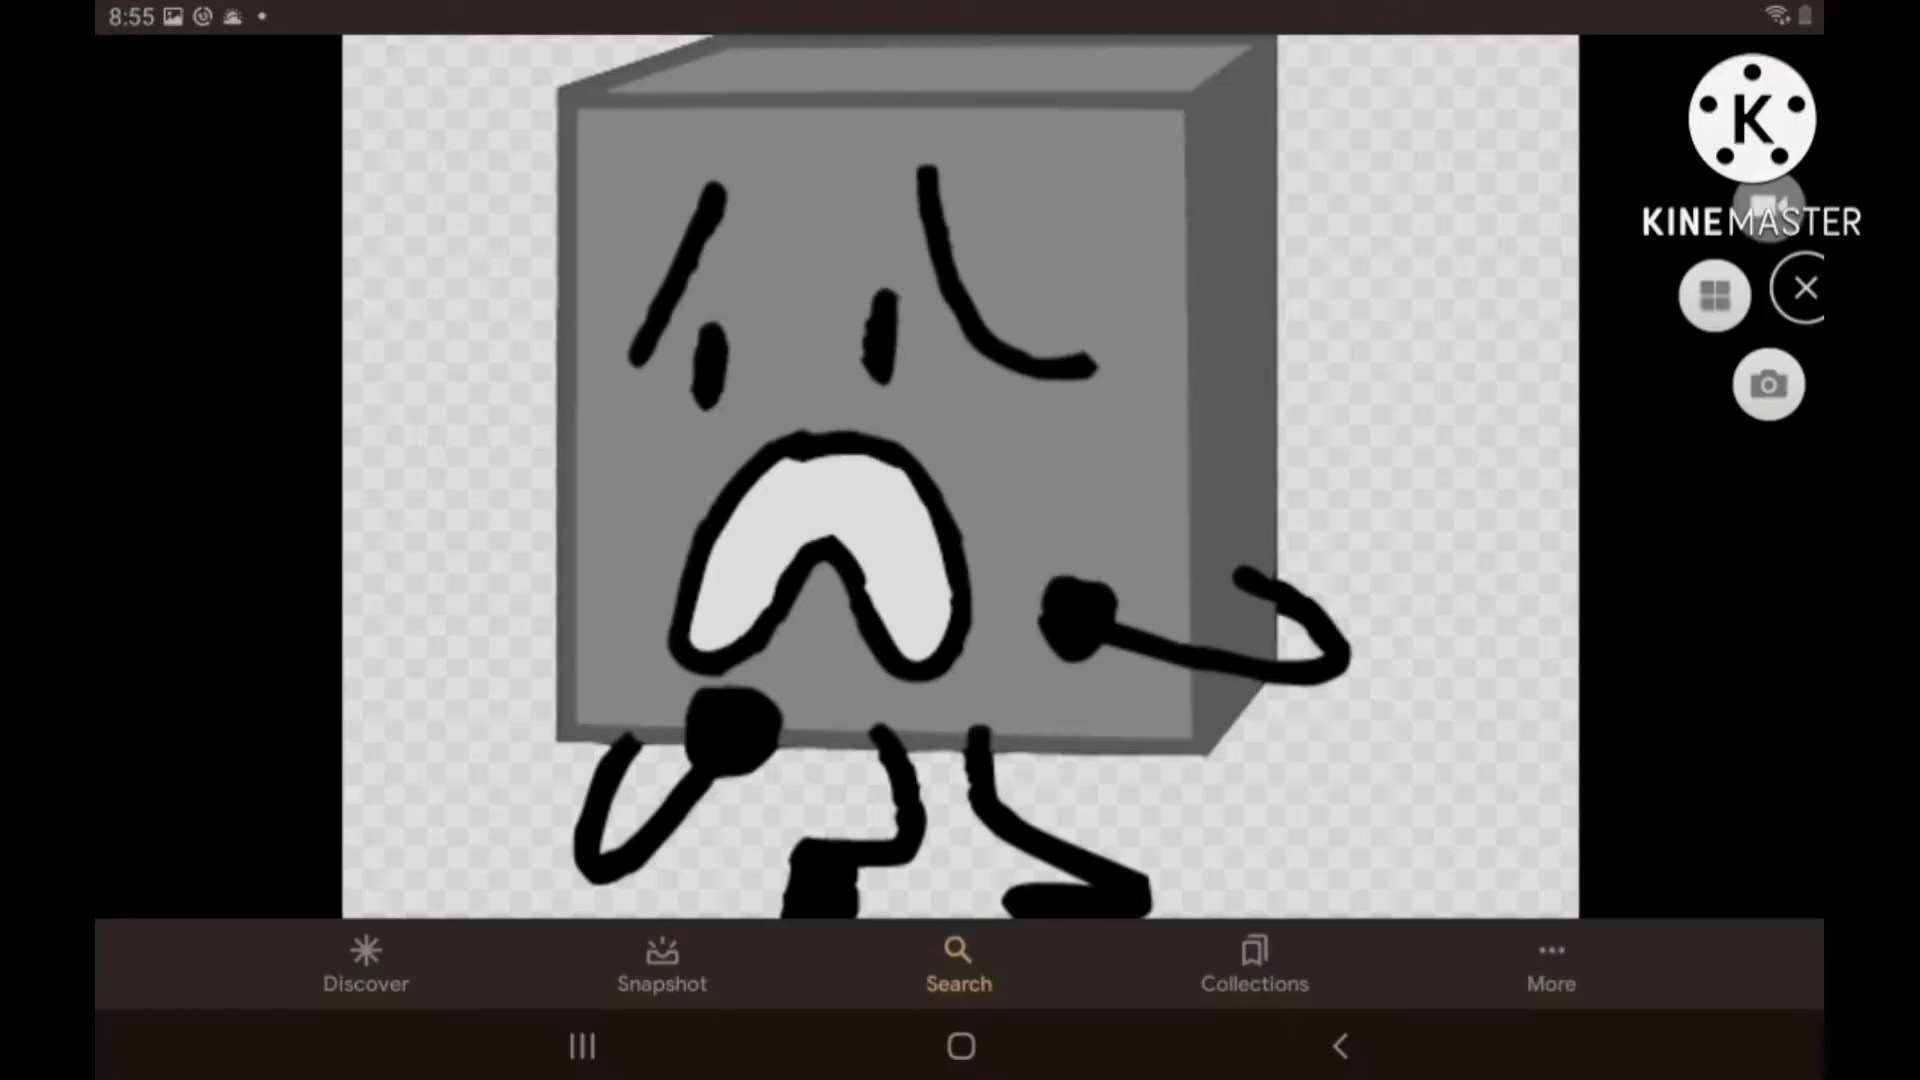 8:55
K
KINEMASTER
Discover
Snapshot
Search
Collections
More